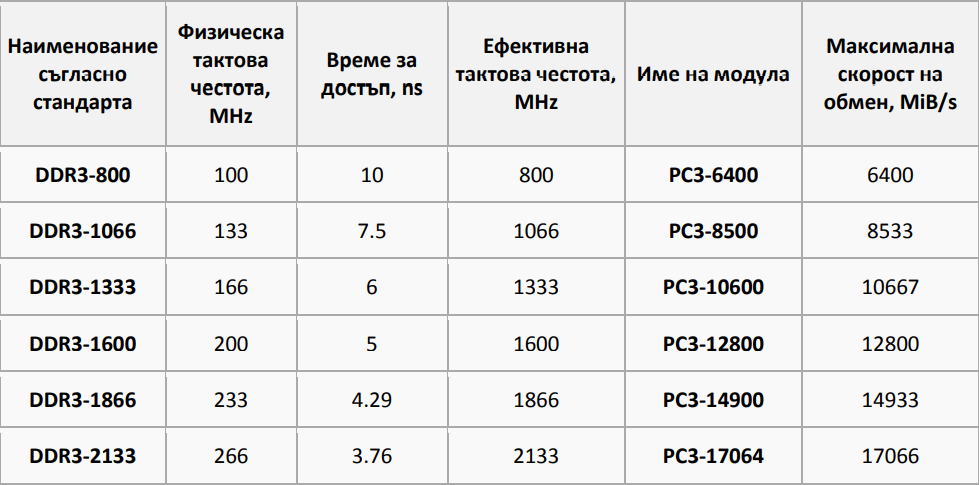 Наименование съгласно стандарта | Физическа тактова честота, MHz | Време за достъп, ns | Ефективна тактова честота, MHz | Име на модула | Максимална скорост на обмен, MiB/s
DDR3-800 | 100 | 10 | 800 | PC3-6400 | 6400
DDR3-1066 | 133 | 7.5 | 1066 | PC3-8500 | 8533
DDR3-1333 | 166 | 6 | 1333 | PC3-10600 | 10667
DDR3-1600 | 200 | 5 | 1600 | PC3-12800 | 12800
DDR3-1866 | 233 | 4.29 | 1866 | PC3-14900 | 14933
DDR3-2133 | 266 | 3.76 | 2133 | PC3-17064 | 17066